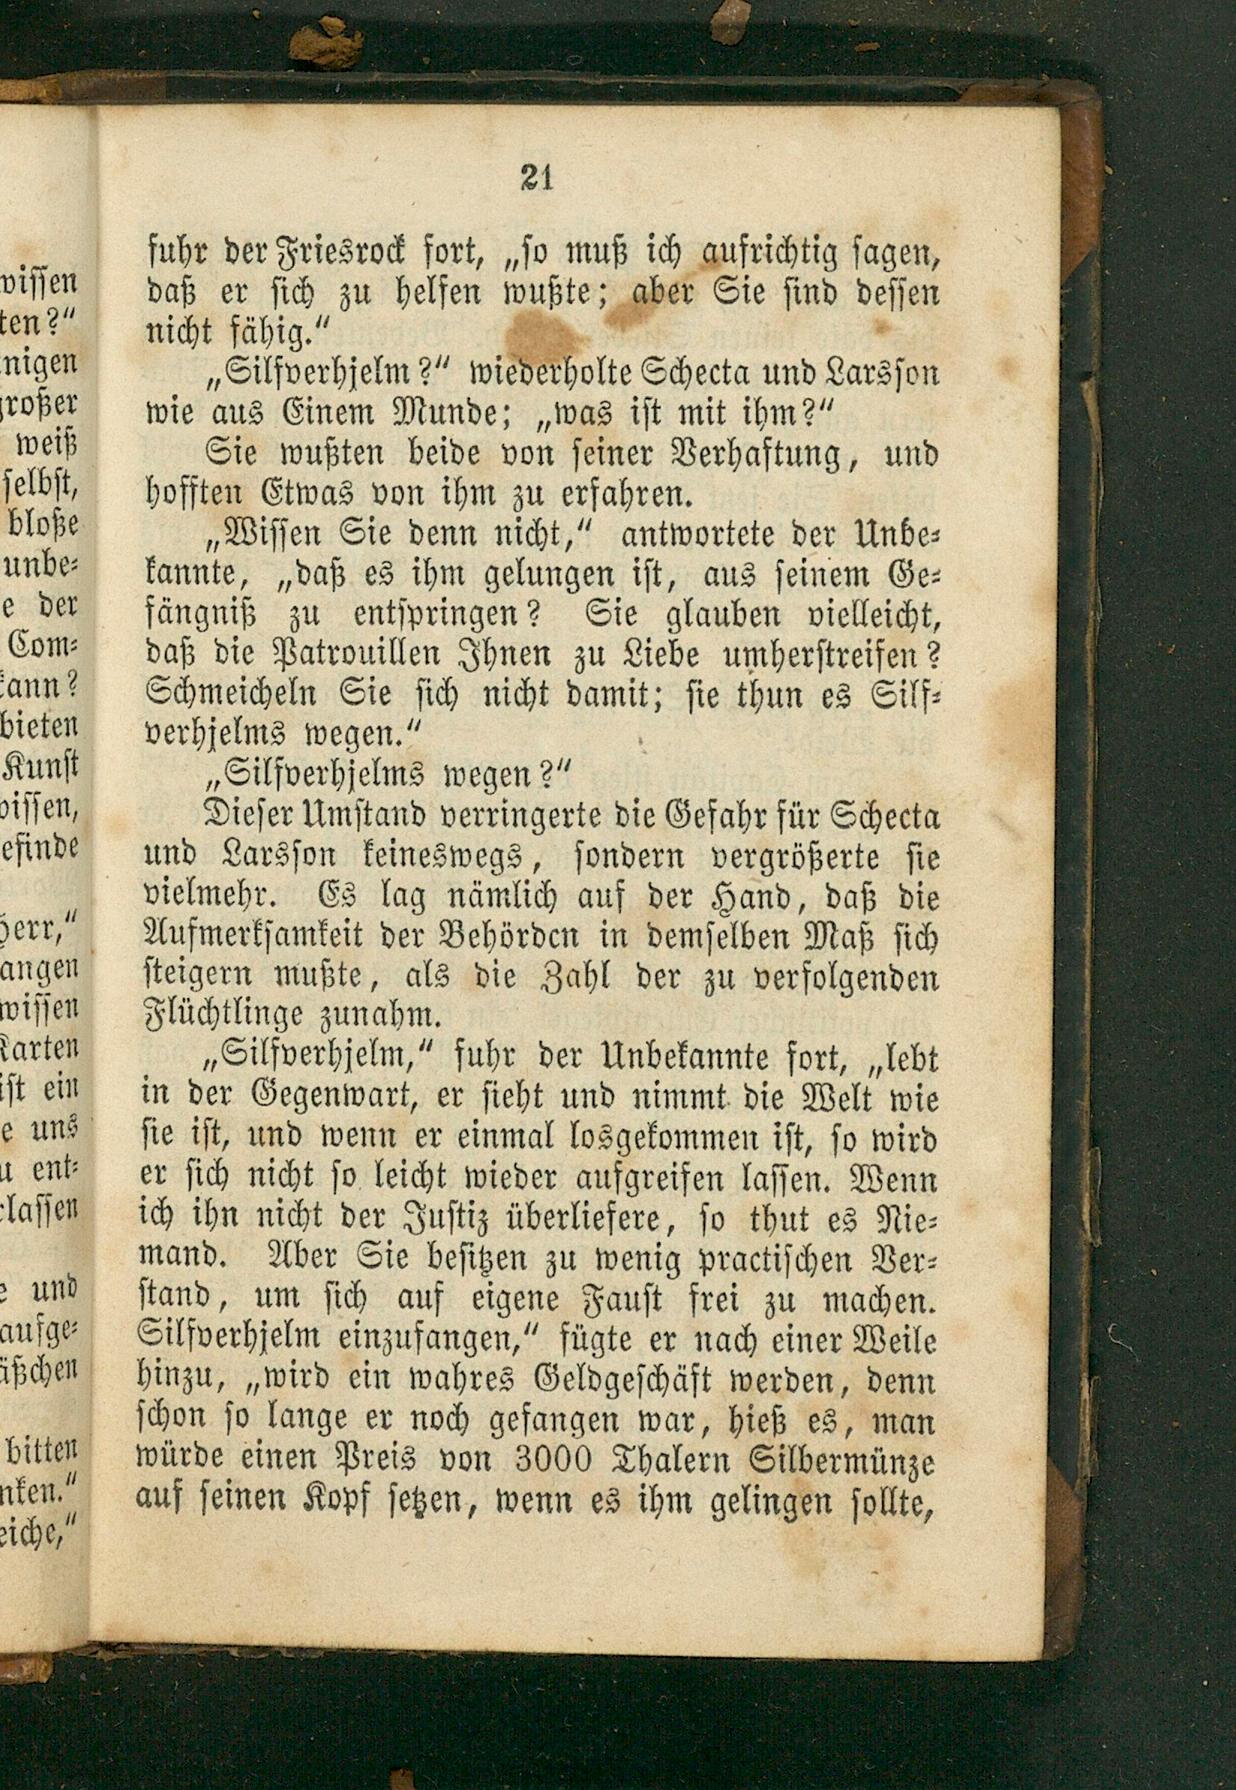 21
fuhr der Friesrock fort, „so muß ich aufrichtig sagen,
daß er sich zu helfen wußte; aber Sie sind dessen
nicht fähig.“
„Silfverhjelm?“ wiederholte Schecta und Larsson
wie aus Einem Munde; „was ist mit ihm?“
Sie wußten beide von seiner Verhaftung, und
hofften Etwas von ihm zu erfahren.
„Wissen Sie denn nicht,“ antwortete der Unbe-
kannte, „daß es ihm gelungen ist, aus seinem Ge-
fängniß zu entspringen? Sie glauben vielleicht,
daß die Patrouillen Ihnen zu Liebe umherstreifen?
Schmeicheln Sie sich nicht damit; sie thun es Silf-
verhjelms wegen.“
„Silfverhjelms wegen?“
Dieser Umstand verringerte die Gefahr für Schecta
und Larsson keineswegs, sondern vergrößerte sie
vielmehr. Es lag nämlich auf der Hand, daß die
Aufmerksamkeit der Behörden in demselben Maß sich
steigern mußte, als die Zahl der zu verfolgenden
Flüchtlinge zunahm.
„Silfverhjelm,“ fuhr der Unbekannte fort, „lebt
in der Gegenwart, er sieht und nimmt die Welt wie
sie ist, und wenn er einmal losgekommen ist, so wird
er sich nicht so leicht wieder aufgreifen lassen. Wenn
ich ihn nicht der Justiz überliefere, so thut es Nie-
mand. Aber Sie besitzen zu wenig practischen Ver-
stand, um sich auf eigene Faust frei zu machen.
Silfverhjelm einzufangen,“ fügte er nach einer Weile
hinzu, „wird ein wahres Geldgeschäft werden, denn
schon so lange er noch gefangen war, hieß es, man
würde einen Preis von 3000 Thalern Silbermünze
auf seinen Kopf setzen, wenn es ihm gelingen sollte,